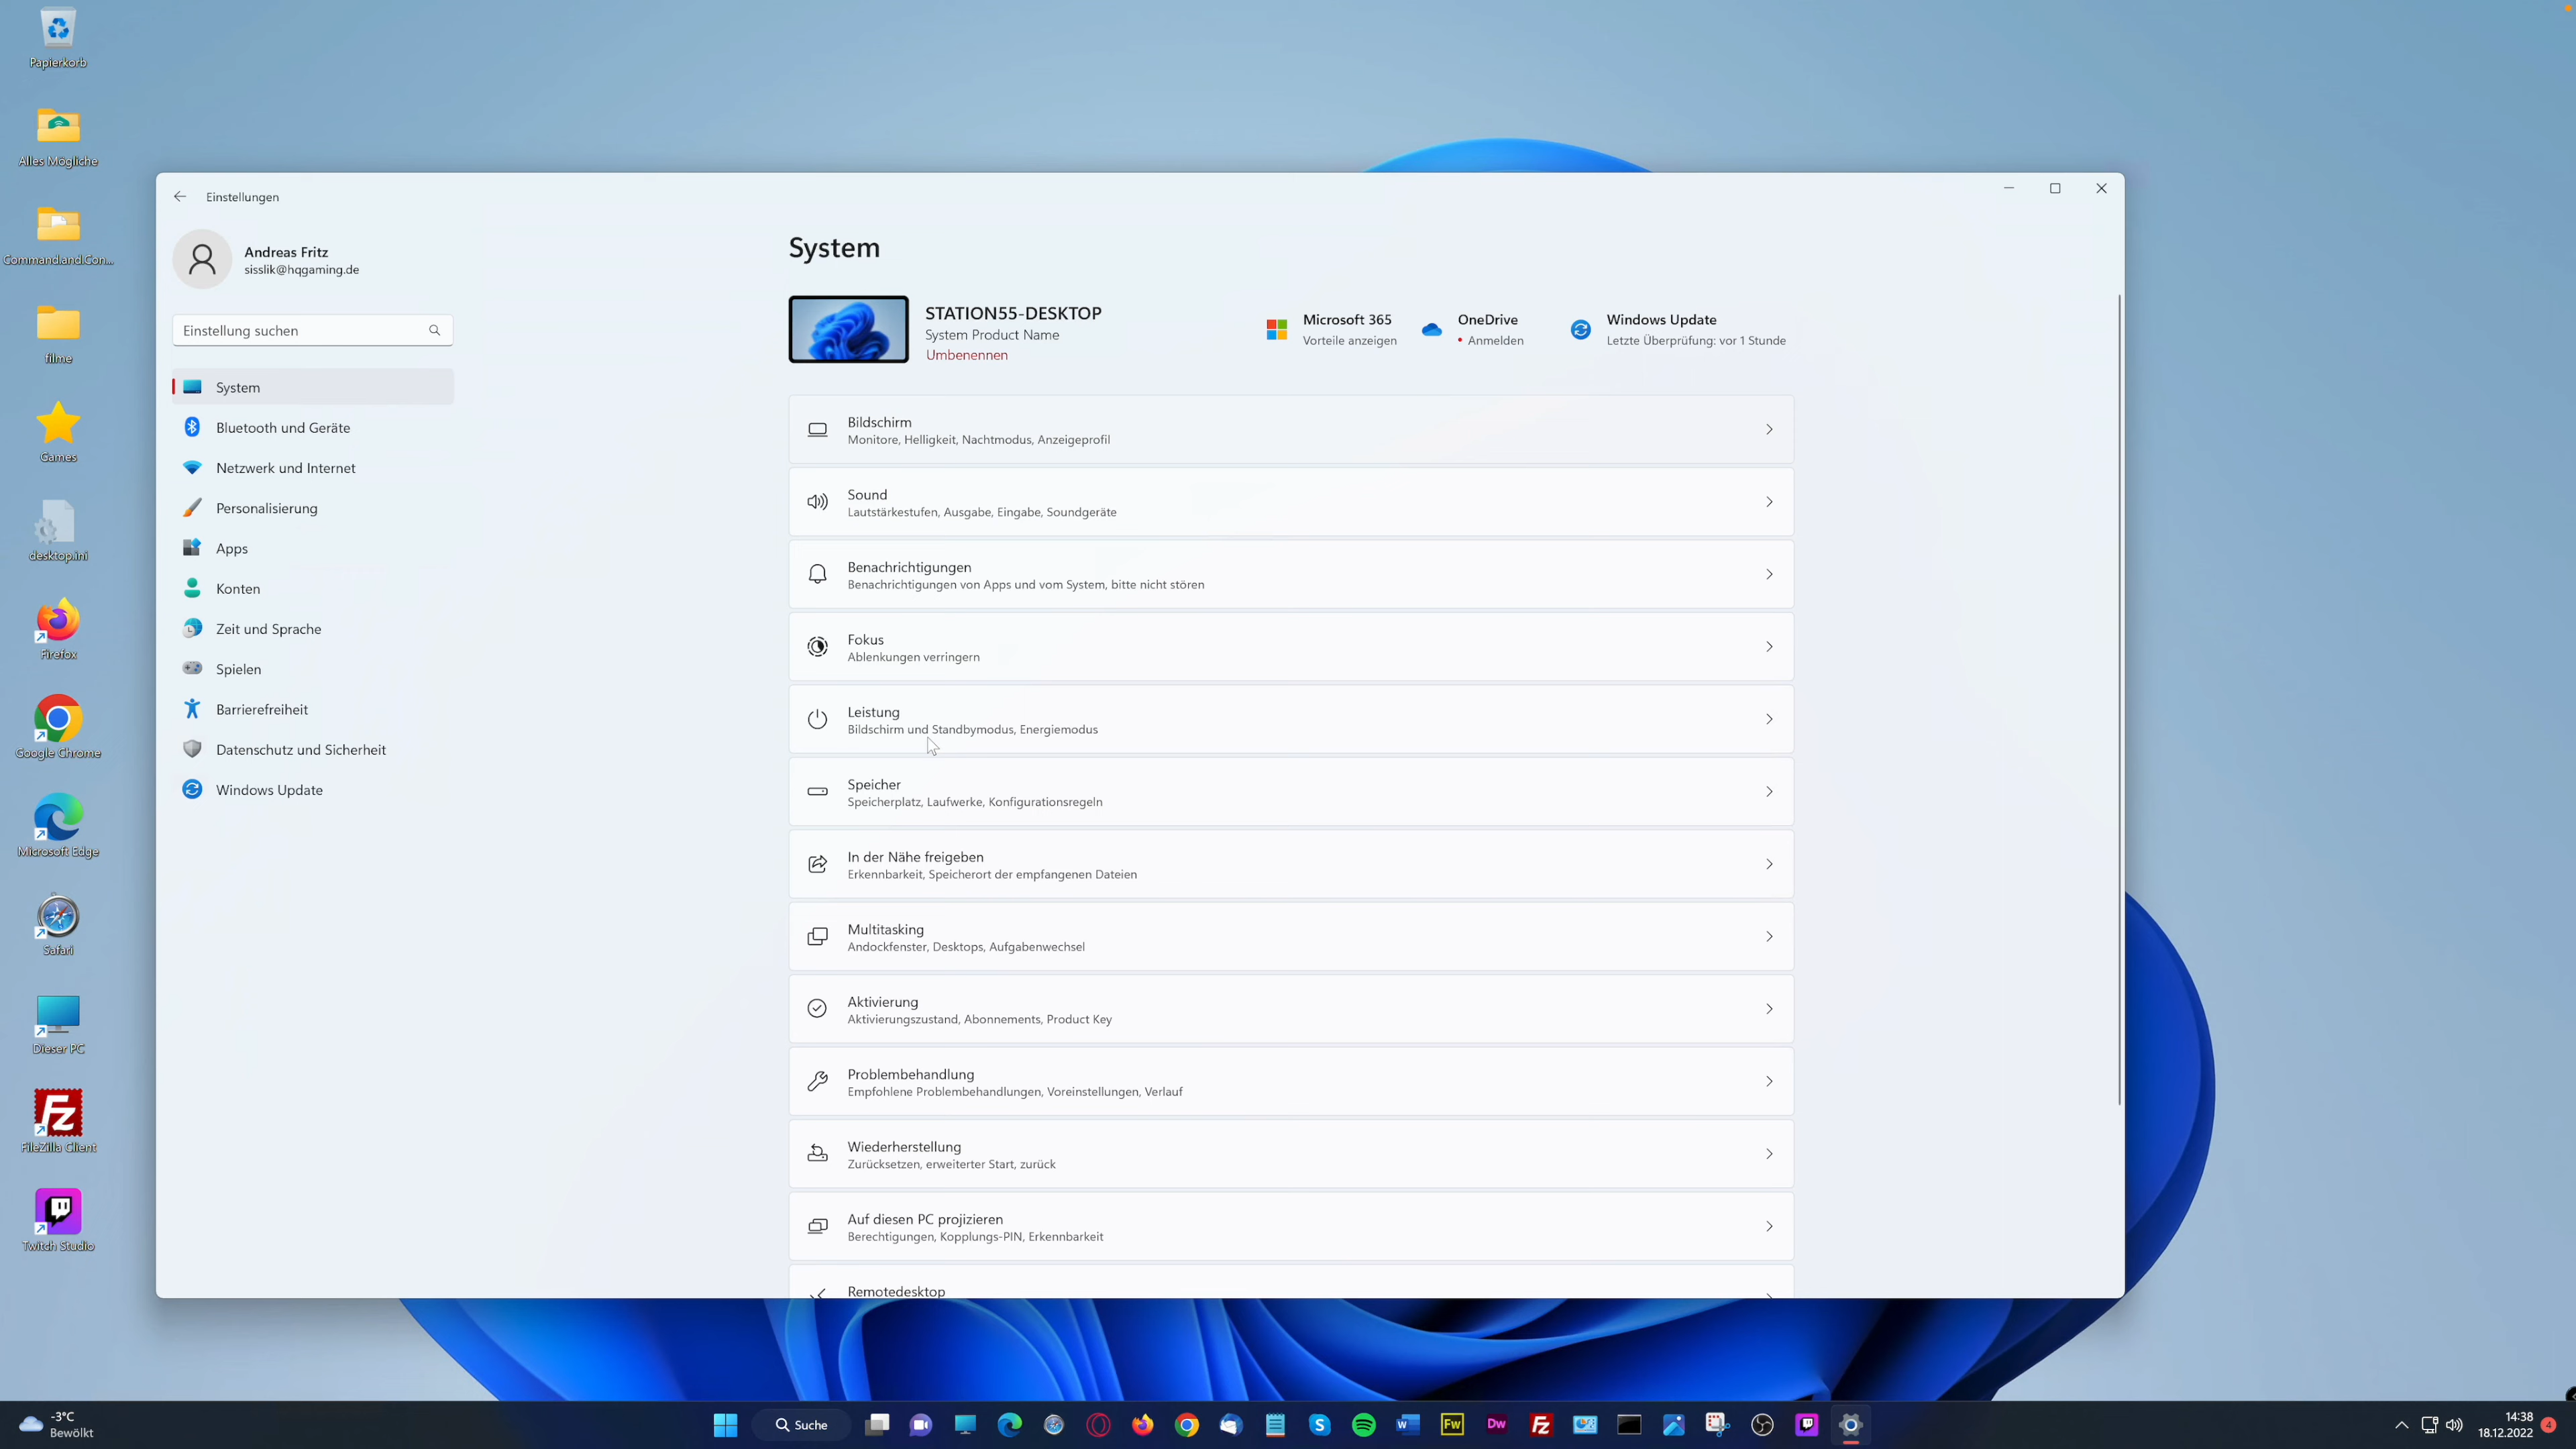 Papierkorb
Alles Mögliche
Commandland.Con...
filme
Games
desktop.ini
Firefox
Google Chrome
Microsoft Edge
Safari
Dieser PC
FileZilla Client
Twitch Studio
Einstellungen
Andreas Fritz
sisslik@hqgaming.de
Einstellung suchen
System
Bluetooth und Geräte
Netzwerk und Internet
Personalisierung
Apps
Konten
Zeit und Sprache
Spielen
Barrierefreiheit
Datenschutz und Sicherheit
Windows Update
System
STATION55-DESKTOP
System Product Name
Umbenennen
Microsoft 365
Vorteile anzeigen
OneDrive
• Anmelden
Windows Update
Letzte Überprüfung: vor 1 Stunde
Bildschirm
Monitore, Helligkeit, Nachtmodus, Anzeigeprofil
Sound
Lautstärkestufen, Ausgabe, Eingabe, Soundgeräte
Benachrichtigungen
Benachrichtigungen von Apps und vom System, bitte nicht stören
Fokus
Ablenkungen verringern
Leistung
Bildschirm und Standbymodus, Energiemodus
Speicher
Speicherplatz, Laufwerke, Konfigurationsregeln
In der Nähe freigeben
Erkennbarkeit, Speicherort der empfangenen Dateien
Multitasking
Andockfenster, Desktops, Aufgabenwechsel
Aktivierung
Aktivierungszustand, Abonnements, Product Key
Problembehandlung
Empfohlene Problembehandlungen, Voreinstellungen, Verlauf
Wiederherstellung
Zurücksetzen, erweiterter Start, zurück
Auf diesen PC projizieren
Berechtigungen, Kopplungs-PIN, Erkennbarkeit
Remotedesktop
-3°C
Bewölkt
Suche
Fw
Dw
Fz
14:38
18.12.2022
4